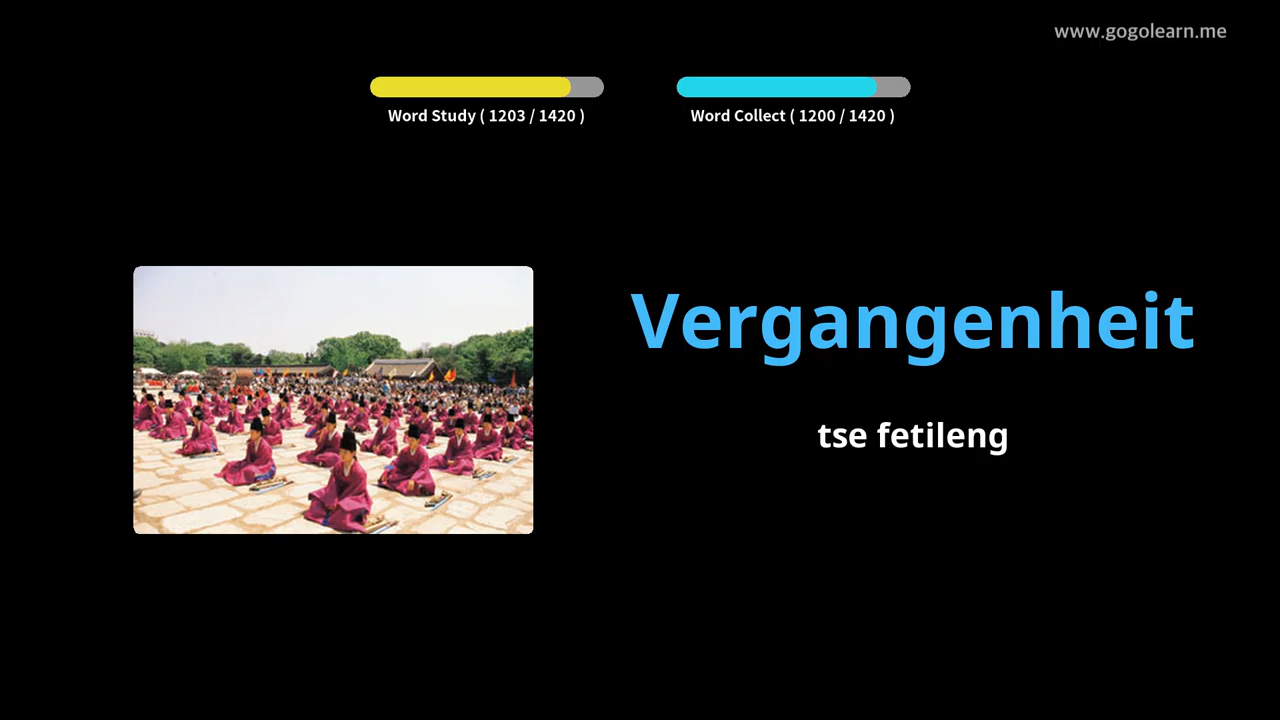 www.gogolearn.me
Word Study ( 1203 / 1420 )
Word Collect ( 1200 / 1420 )
Vergangenheit
tse fetileng